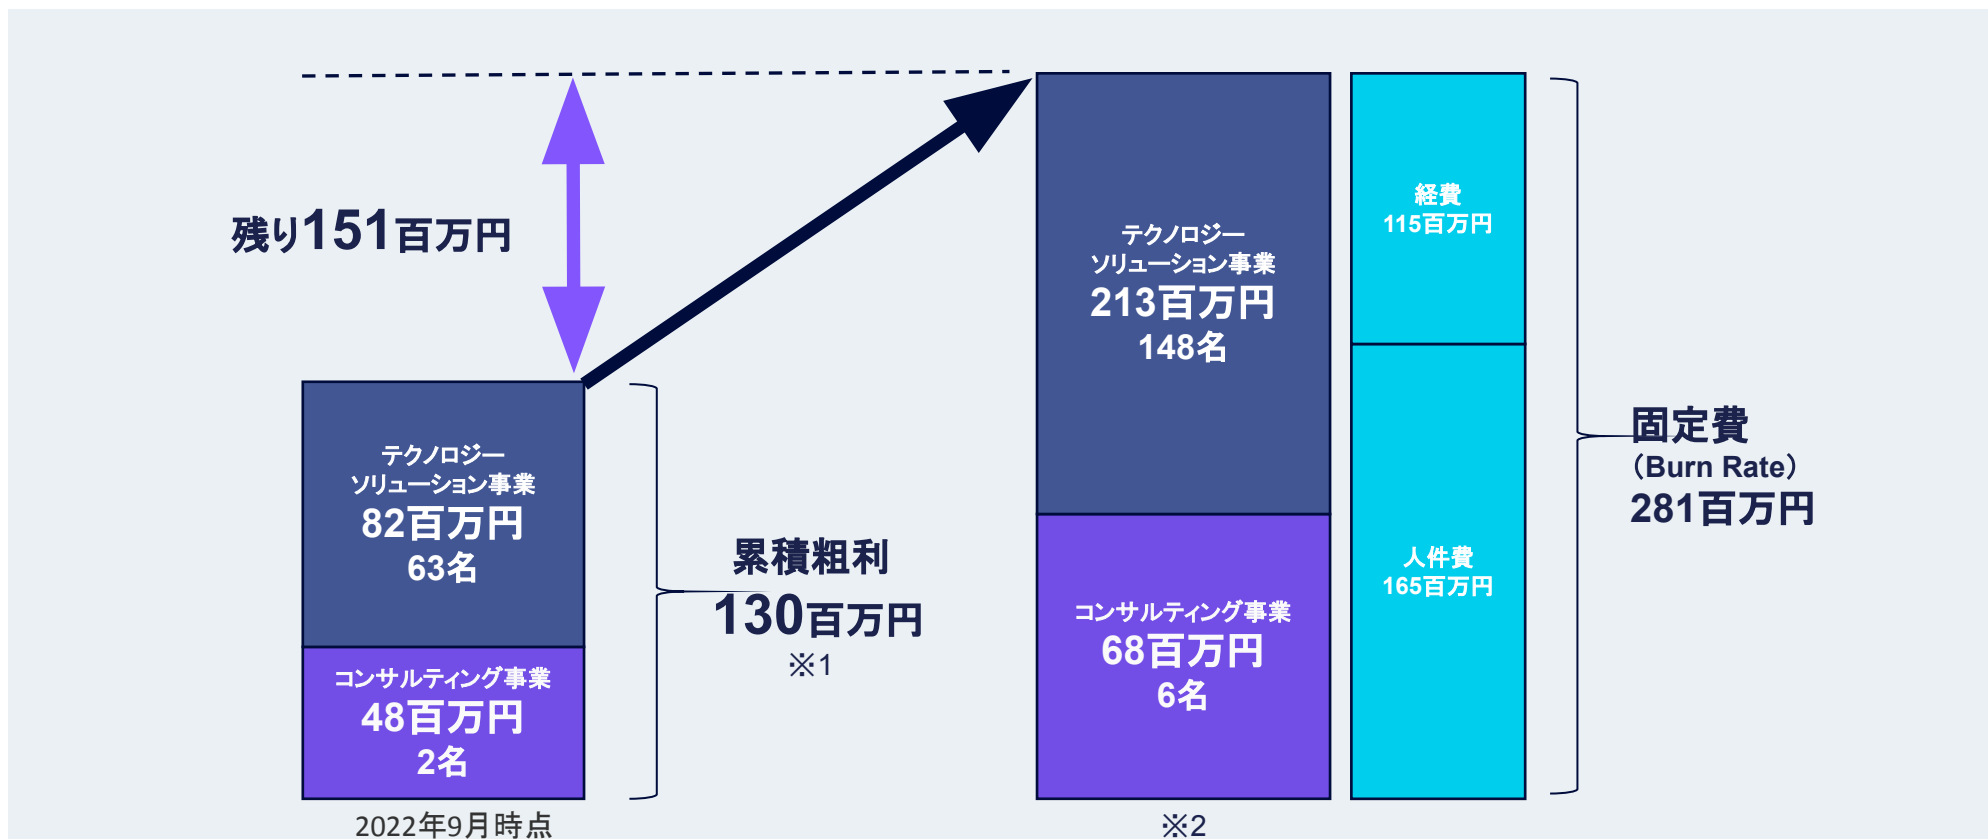 残り151百万円
テクノロジー
ソリューション事業
82百万円
63名
コンサルティング事業
48百万円
2名
2022年9月時点
累積粗利
130百万円
※1
テクノロジー
ソリューション事業
213百万円
148名
コンサルティング事業
68百万円
6名
※2
経費
115百万円
人件費
165百万円
固定費
（Burn Rate）
281百万円